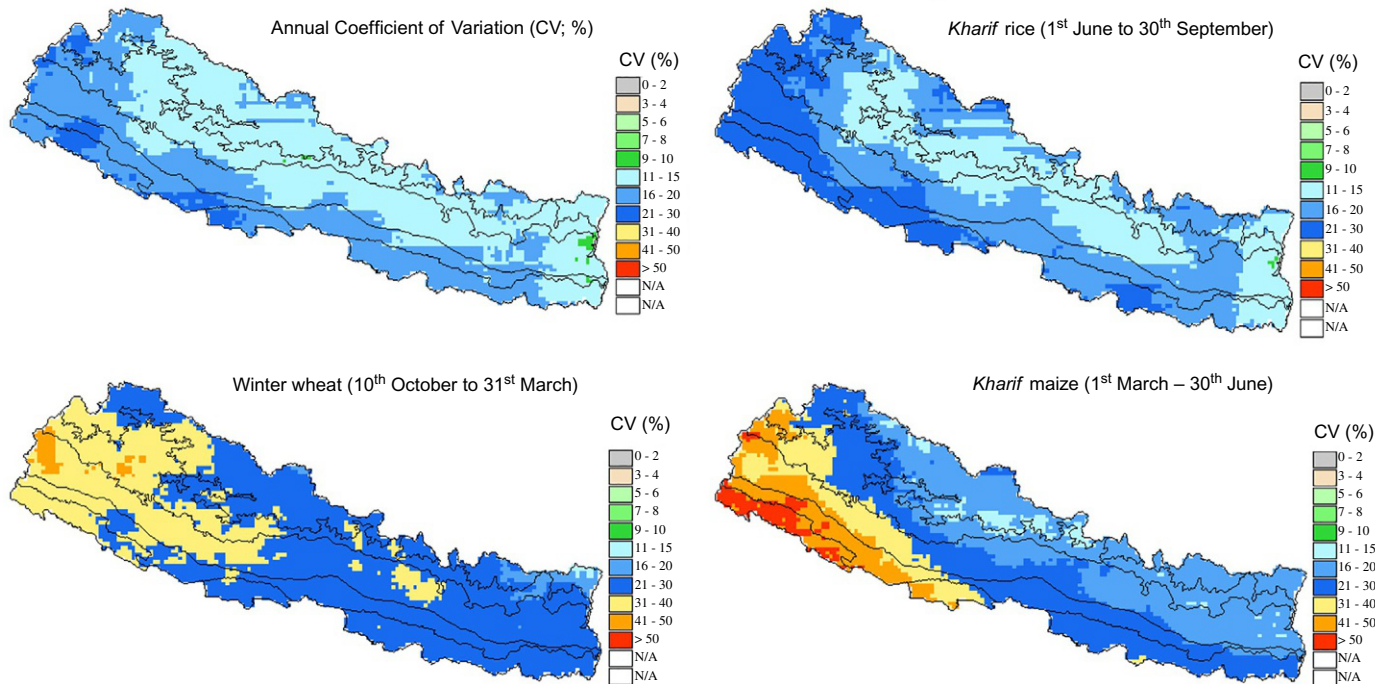 Annual Coefficient of Variation (CV; %)
CV (%)
0 - 2
3 - 4
5 - 6
7 - 8
9 - 10
11 - 15
16 - 20
21 - 30
31 - 40
41 - 50
> 50
N/A
N/A
Kharif rice (1st June to 30th September)
CV (%)
0 - 2
3 - 4
5 - 6
7 - 8
9 - 10
11 - 15
16 - 20
21 - 30
31 - 40
41 - 50
> 50
N/A
N/A
Winter wheat (10th October to 31st March)
CV (%)
0 - 2
3 - 4
5 - 6
7 - 8
9 - 10
11 - 15
16 - 20
21 - 30
31 - 40
41 - 50
> 50
N/A
N/A
Kharif maize (1st March – 30th June)
CV (%)
0 - 2
3 - 4
5 - 6
7 - 8
9 - 10
11 - 15
16 - 20
21 - 30
31 - 40
41 - 50
> 50
N/A
N/A